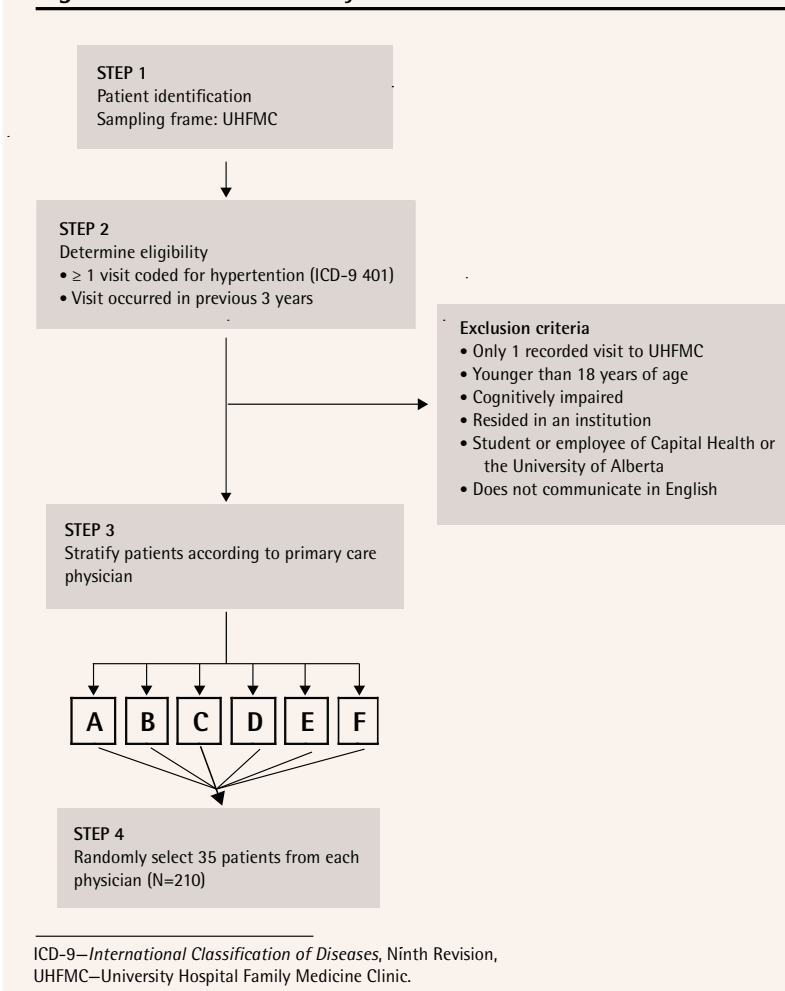 STEP 1
Patient identification
Sampling frame: UHFMC
STEP 2
Determine eligibility
• ≥ 1 visit coded for hypertention (ICD-9 401)
• Visit occurred in previous 3 years
Exclusion criteria
• Only 1 recorded visit to UHFMC
• Younger than 18 years of age
• Cognitively impaired
• Resided in an institution
• Student or employee of Capital Health or
the University of Alberta
• Does not communicate in English
STEP 3
Stratify patients according to primary care
physician
A B C D E F
STEP 4
Randomly select 35 patients from each
physician (N=210)
ICD-9—International Classification of Diseases, Ninth Revision,
UHFMC—University Hospital Family Medicine Clinic.